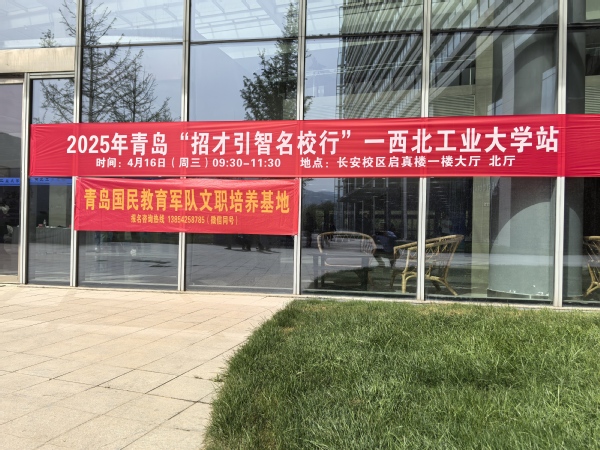 2025年青岛“招才引智名校行”—西北工业大学站
时间：4月16日（周三）09:30-11:30 地点：长安校区启真楼一楼大厅 北厅
青岛国民教育军队文职培养基地
报名咨询热线 13054258785（微信同号）